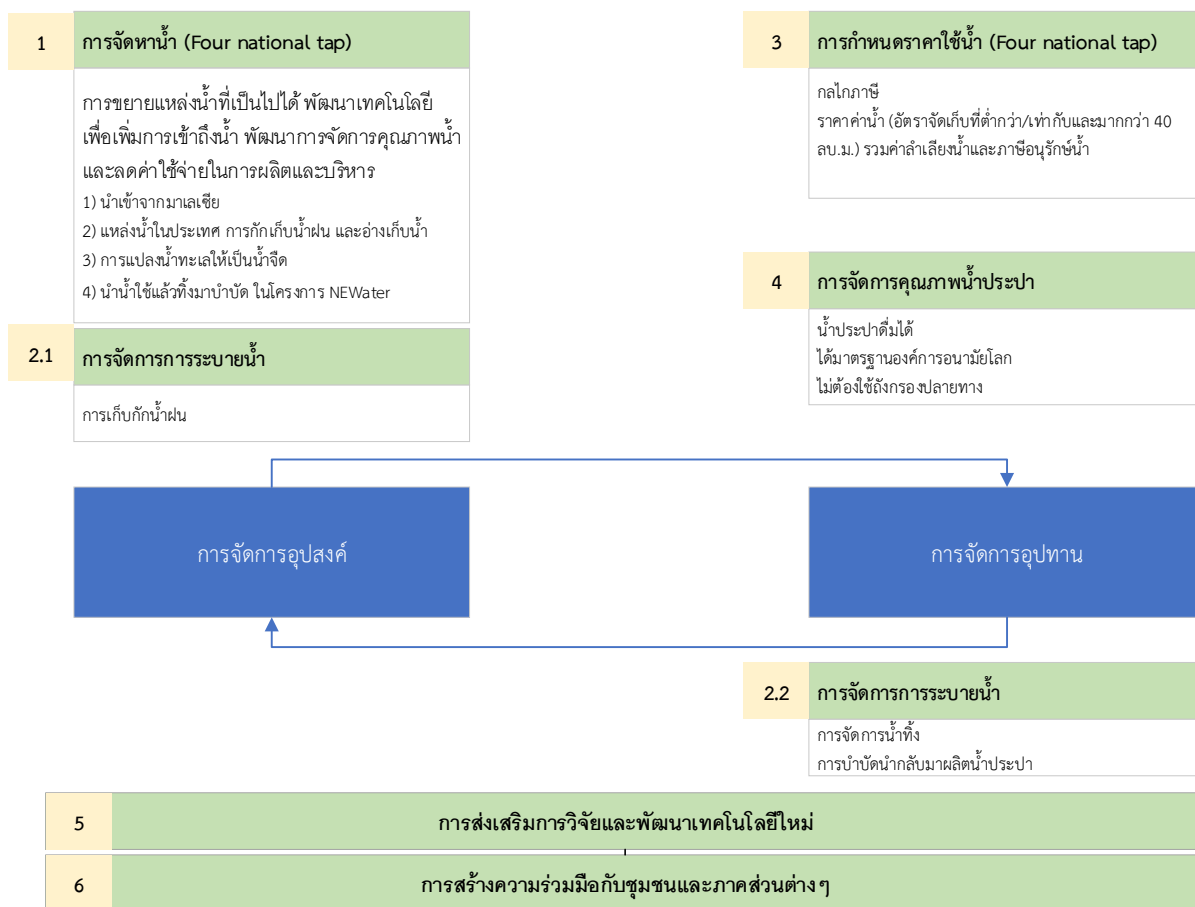 1
การจัดหาน้ำ (Four national tap)
การขยายแหล่งน้ำที่เป็นไปได้ พัฒนาเทคโนโลยี
เพื่อเพิ่มการเข้าถึงน้ำ พัฒนาการจัดการคุณภาพน้ำ
และลดค่าใช้จ่ายในการผลิตและบริหาร
1) นำเข้าจากมาเลเซีย
2) แหล่งน้ำในประเทศ การกักเก็บน้ำฝน และอ่างเก็บน้ำ
3) การแปลงน้ำทะเลให้เป็นน้ำจืด
4) นำน้ำใช้แล้วทิ้งมาบำบัด ในโครงการ NEWater
2.1
การจัดการการระบายน้ำ
การเก็บกักน้ำฝน
3
การกำหนดราคาใช้น้ำ (Four national tap)
กลไกภาษี
ราคาค่าน้ำ (อัตราจัดเก็บที่ต่ำกว่า/เท่ากับและมากกว่า 40
ลบ.ม.) รวมค่าลำเลียงน้ำและภาษีอนุรักษ์น้ำ
4
การจัดการคุณภาพน้ำประปา
น้ำประปาดื่มได้
ได้มาตรฐานองค์การอนามัยโลก
ไม่ต้องใช้ถังกรองปลายทาง
การจัดการอุปสงค์
การจัดการอุปทาน
2.2
การจัดการการระบายน้ำ
การจัดการน้ำทิ้ง
การบำบัดนำกลับมาผลิตน้ำประปา
5
การส่งเสริมการวิจัยและพัฒนาเทคโนโลยีใหม่
6
การสร้างความร่วมมือกับชุมชนและภาคส่วนต่างๆ